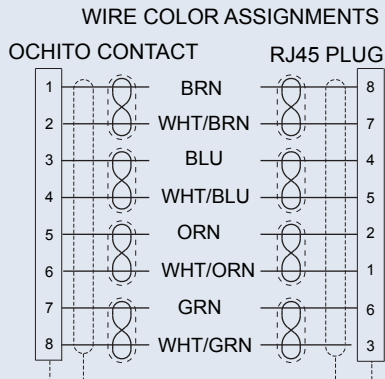 WIRE COLOR ASSIGNMENTS
OCHITO CONTACT RJ45 PLUG
1 BRN 8
2 WHT/BRN 7
3 BLU 4
4 WHT/BLU 5
5 ORN 2
6 WHT/ORN 1
7 GRN 6
8 WHT/GRN 3